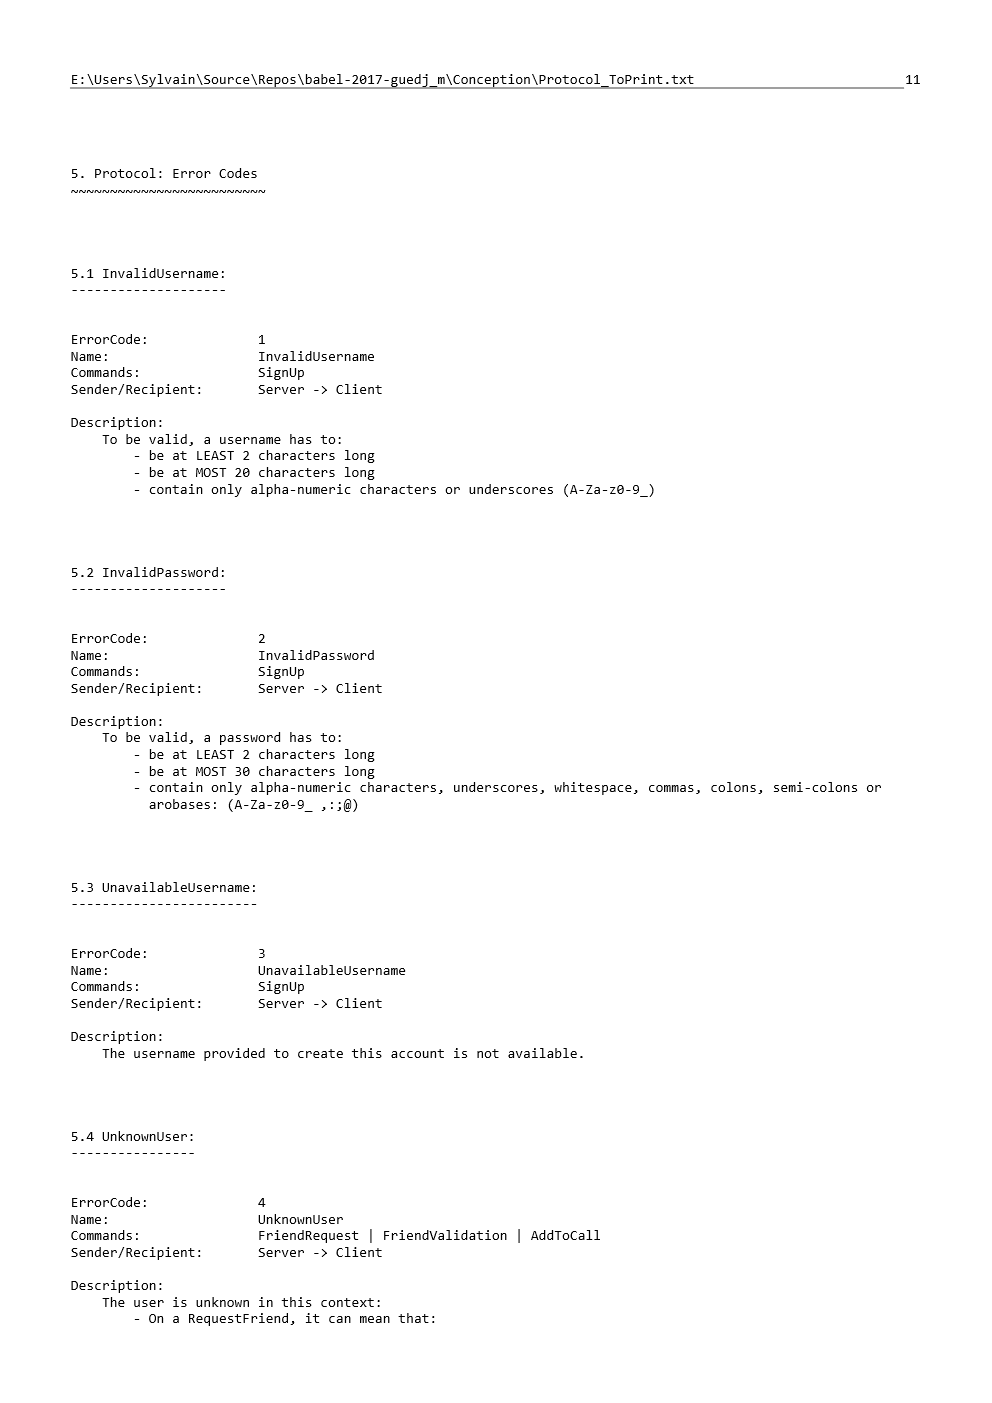 E:\Users\Sylvain\Source\Repos\babel-2017-guedj_m\Conception\Protocol_ToPrint.txt 11
5. Protocol: Error Codes
~~~~~~~~~~~~~~~~~~~~~~~~~
5.1 InvalidUsername:
--------------------
ErrorCode: 1
Name: InvalidUsername
Commands: SignUp
Sender/Recipient: Server -> Client
Description:
To be valid, a username has to:
- be at LEAST 2 characters long
- be at MOST 20 characters long
- contain only alpha-numeric characters or underscores (A-Za-z0-9_)
5.2 InvalidPassword:
--------------------
ErrorCode: 2
Name: InvalidPassword
Commands: SignUp
Sender/Recipient: Server -> Client
Description:
To be valid, a password has to:
- be at LEAST 2 characters long
- be at MOST 30 characters long
- contain only alpha-numeric characters, underscores, whitespace, commas, colons, semi-colons or
arobases: (A-Za-z0-9_ ,:;@)
5.3 UnavailableUsername:
------------------------
ErrorCode: 3
Name: UnavailableUsername
Commands: SignUp
Sender/Recipient: Server -> Client
Description:
The username provided to create this account is not available.
5.4 UnknownUser:
----------------
ErrorCode: 4
Name: UnknownUser
Commands: FriendRequest | FriendValidation | AddToCall
Sender/Recipient: Server -> Client
Description:
The user is unknown in this context:
- On a RequestFriend, it can mean that: